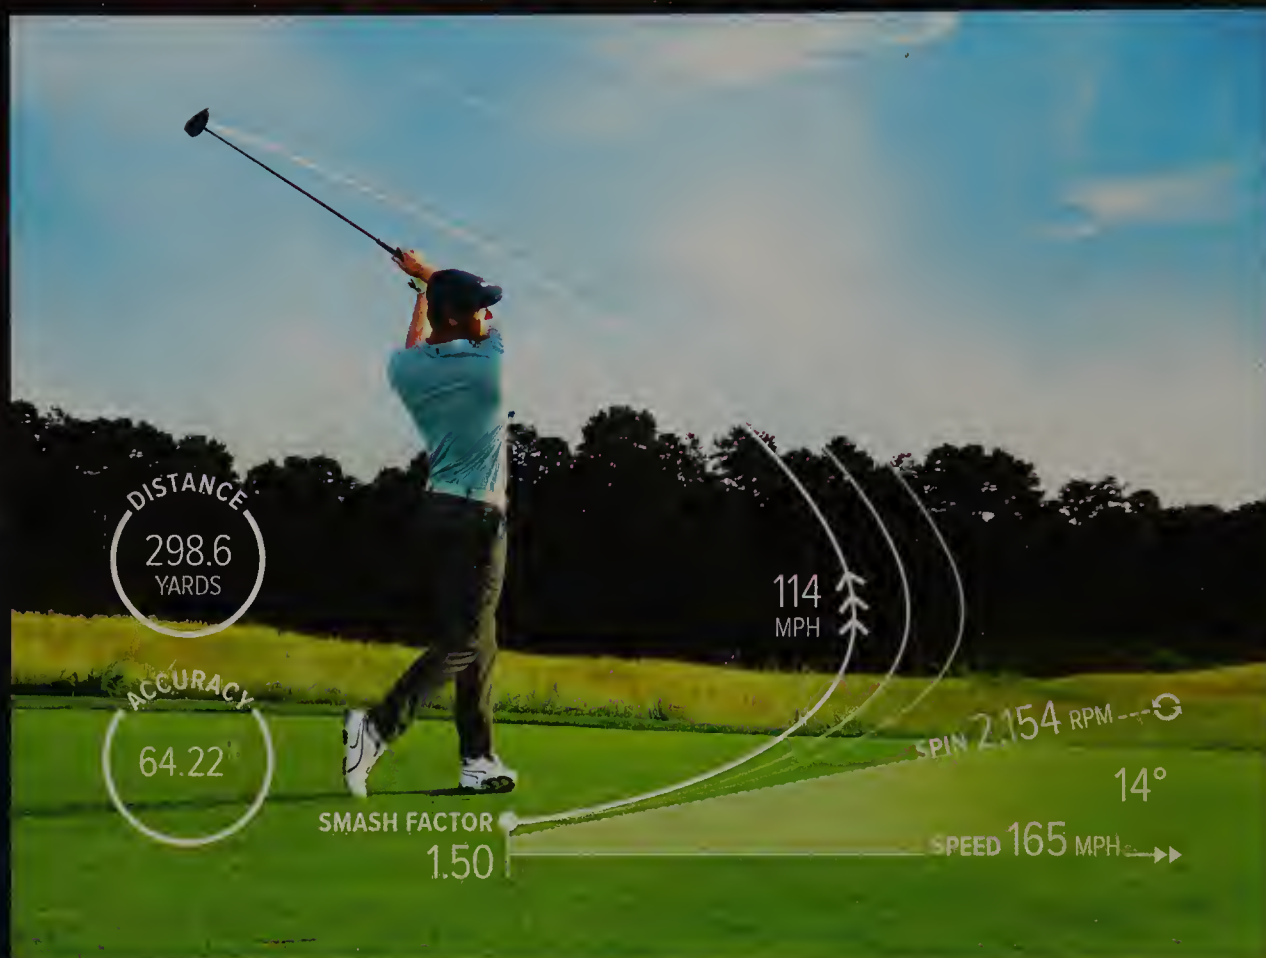 DISTANCE
298.6
YARDS
114
MPH
ACCURACY
64.22
SPIN 2,154 RPM
14°
SMASH FACTOR
1.50
SPEED 165 MPH